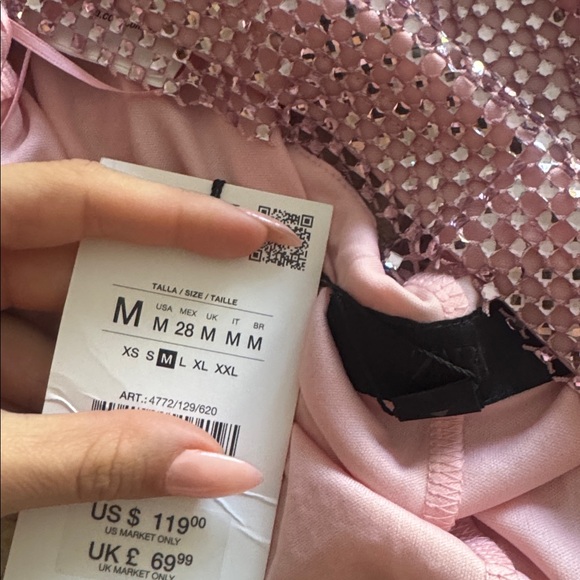 TALLA / SIZE / TAILLE
USA MEX UK IT BR
M M 28 M M M
XS S M L XL XXL
ART.: 4772/129/620
US $ 119.00
US MARKET ONLY
UK £ 69.99
UK MARKET ONLY